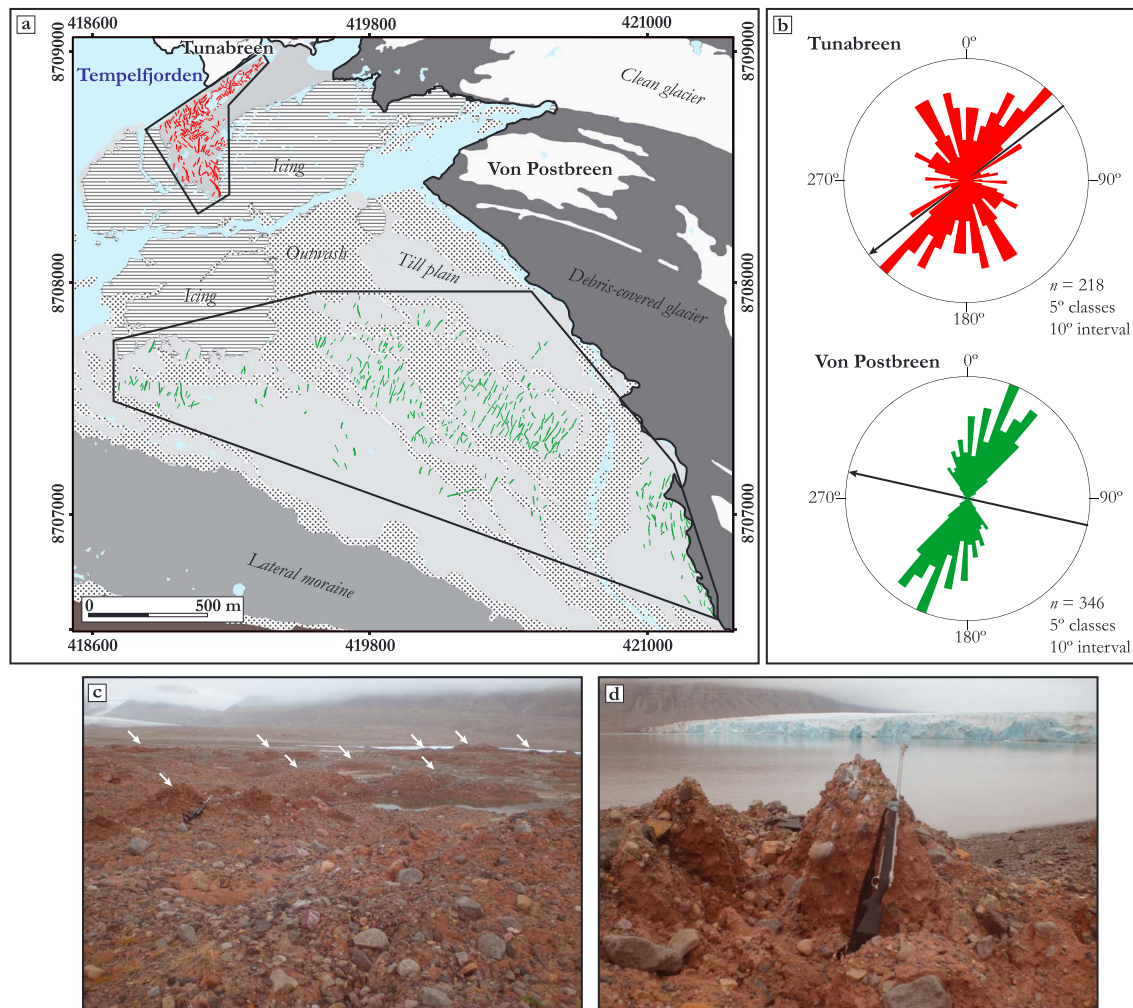 a
418600
419800
421000
8709000
8709000
Tunabreen
Tempelfjorden
Clean glacier
Icing
Von Postbreen
Outwash
Till plain
8708000
8708000
Icing
Debris-covered glacier
8707000
8707000
Lateral moraine
0
500 m
418600
419800
421000
b
Tunabreen
0º
270º
90º
n = 218
5º classes
10º interval
180º
Von Postbreen
0º
270º
90º
n = 346
5º classes
10º interval
180º
c
d